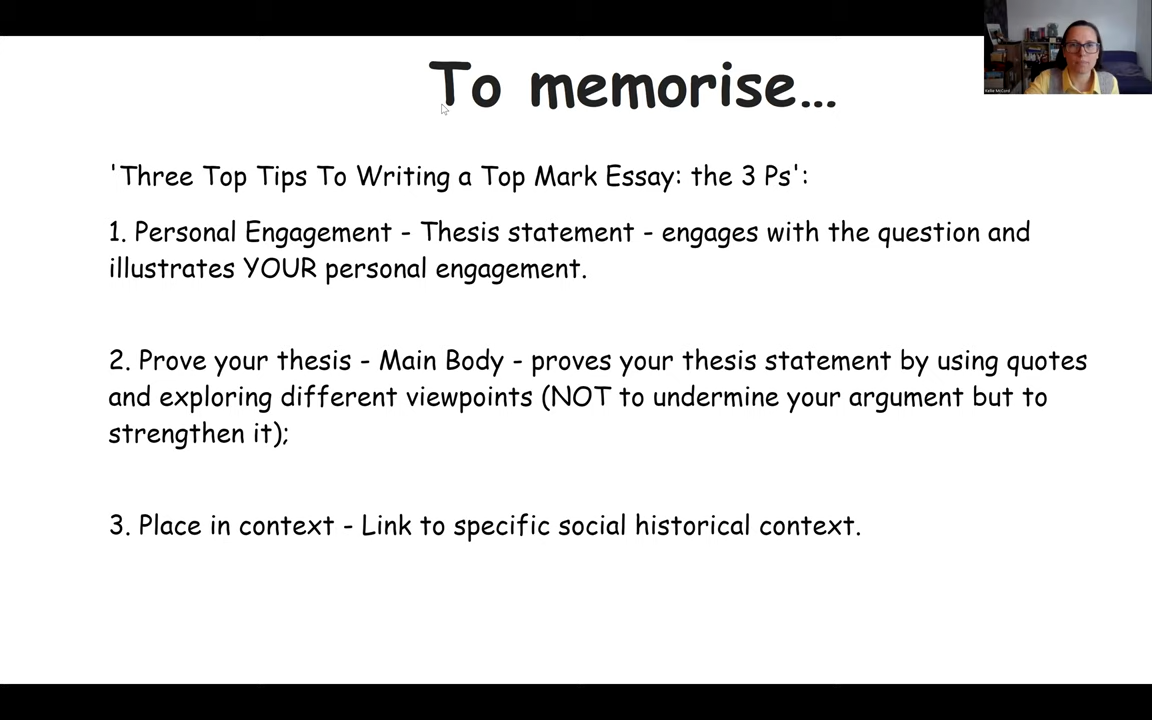 To memorise...
'Three Top Tips To Writing a Top Mark Essay: the 3 Ps':
1. Personal Engagement - Thesis statement - engages with the question and
illustrates YOUR personal engagement.
2. Prove your thesis - Main Body - proves your thesis statement by using quotes
and exploring different viewpoints (NOT to undermine your argument but to
strengthen it);
3. Place in context - Link to specific social historical context.